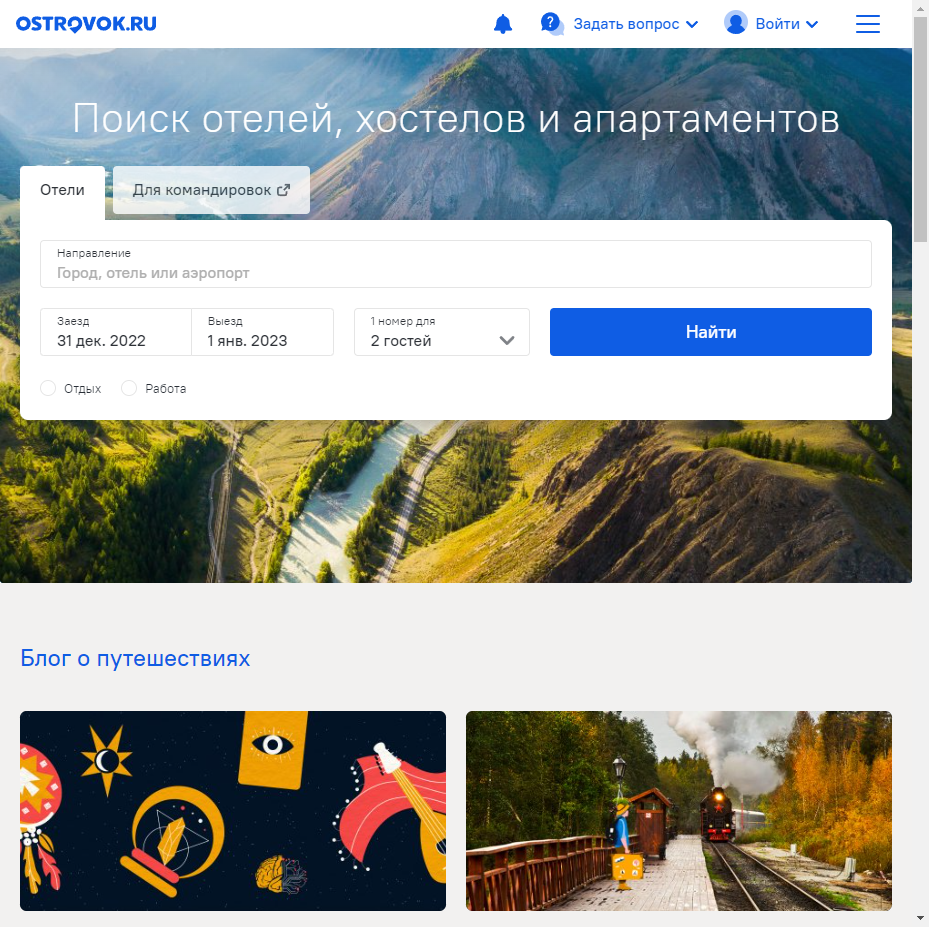 OSTROVOK.RU
? Задать вопрос
Войти
Поиск отелей, хостелов и апартаментов
Отели
Для командировок
Направление
Город, отель или аэропорт
Заезд
31 дек. 2022
Выезд
1 янв. 2023
1 номер для
2 гостей
Найти
Отдых
Работа
Блог о путешествиях